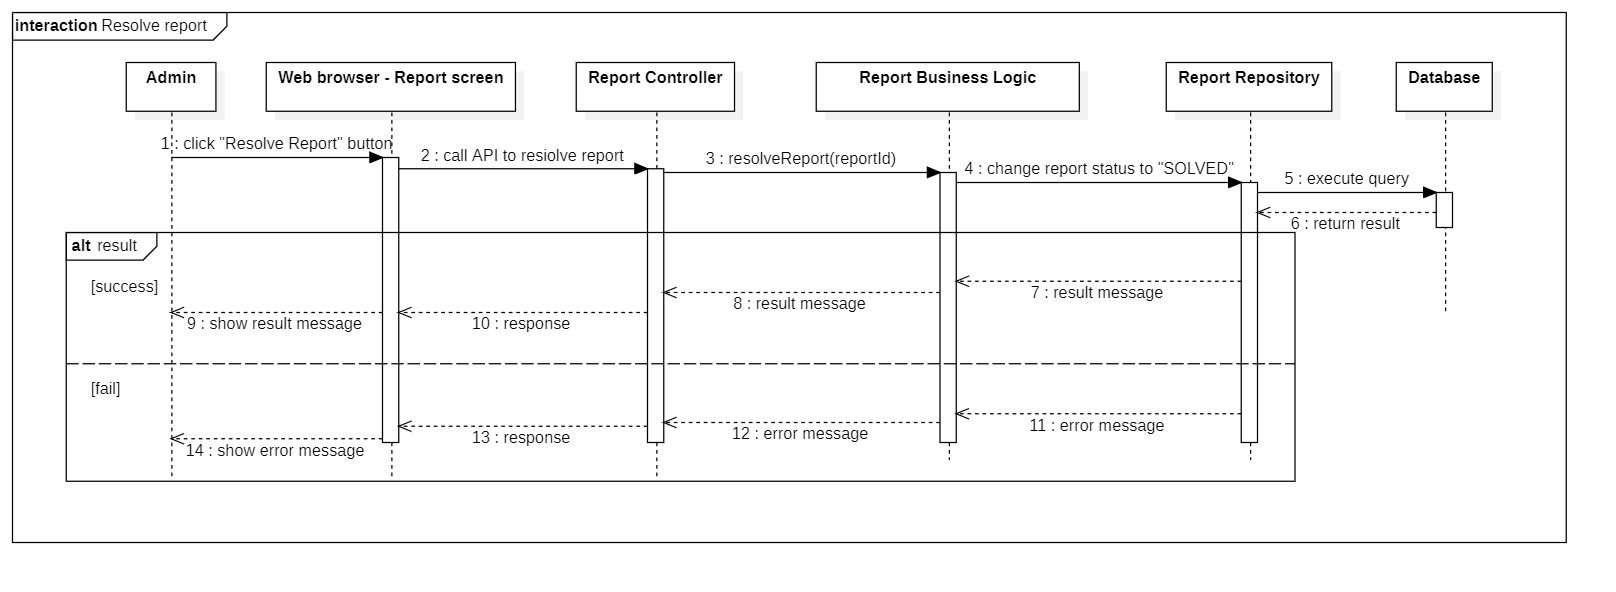 interaction Resolve report
Admin
Web browser - Report screen
Report Controller
Report Business Logic
Report Repository
Database
1 : click "Resolve Report" button
2 : call API to resiolve report
3 : resolveReport(reportId)
4 : change report status to "SOLVED"
5 : execute query
6 : return result
alt result
[success]
7 : result message
8 : result message
9 : show result message
10 : response
[fail]
11 : error message
12 : error message
13 : response
14 : show error message